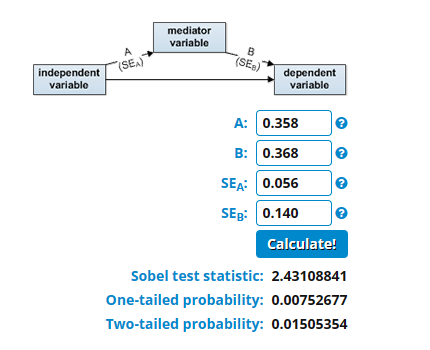 mediator
variable
A
(SEA)
B
(SEB)
independent
variable
dependent
variable
A: 0.358 ?
B: 0.368 ?
SEA: 0.056 ?
SEB: 0.140 ?
Calculate!
Sobel test statistic: 2.43108841
One-tailed probability: 0.00752677
Two-tailed probability: 0.01505354